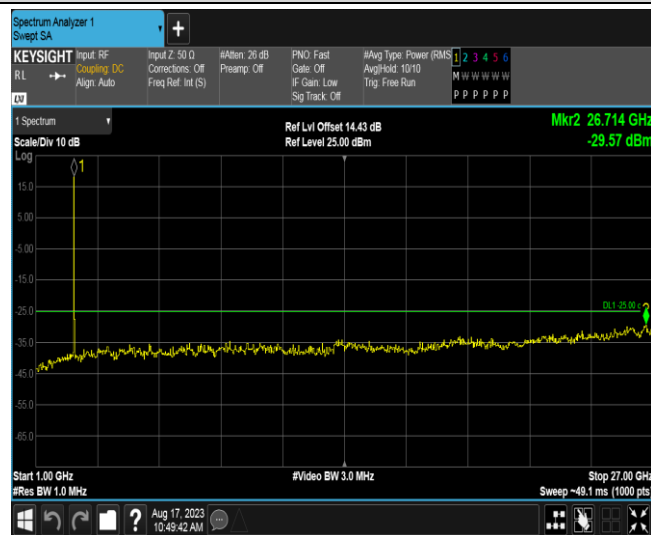 Spectrum Analyzer 1
Swept SA
+
KEYSIGHT
RL
Input: RF
Coupling: DC
Align: Auto
Input Z: 50 Ω
Corrections: Off
Freq Ref: Int (S)
#Atten: 26 dB
Preamp: Off
PNO: Fast
Gate: Off
IF Gain: Low
Sig Track: Off
#Avg Type: Power (RMS
Avg|Hold: 10/10
Trig: Free Run
1 2 3 4 5 6
M W W W W W
P P P P P P
LXI
1 Spectrum
Scale/Div 10 dB
Ref Lvl Offset 14.43 dB
Ref Level 25.00 dBm
Mkr2 26.714 GHz
-29.57 dBm
Log
1
15.0
5.00
-5.00
-15.0
-25.0
DL1 -25.00
2
-35.0
-45.0
-55.0
-65.0
Start 1.00 GHz
#Video BW 3.0 MHz
Stop 27.00 GHz
#Res BW 1.0 MHz
Sweep ~49.1 ms (1000 pts)
?
Aug 17, 2023
10:49:42 AM